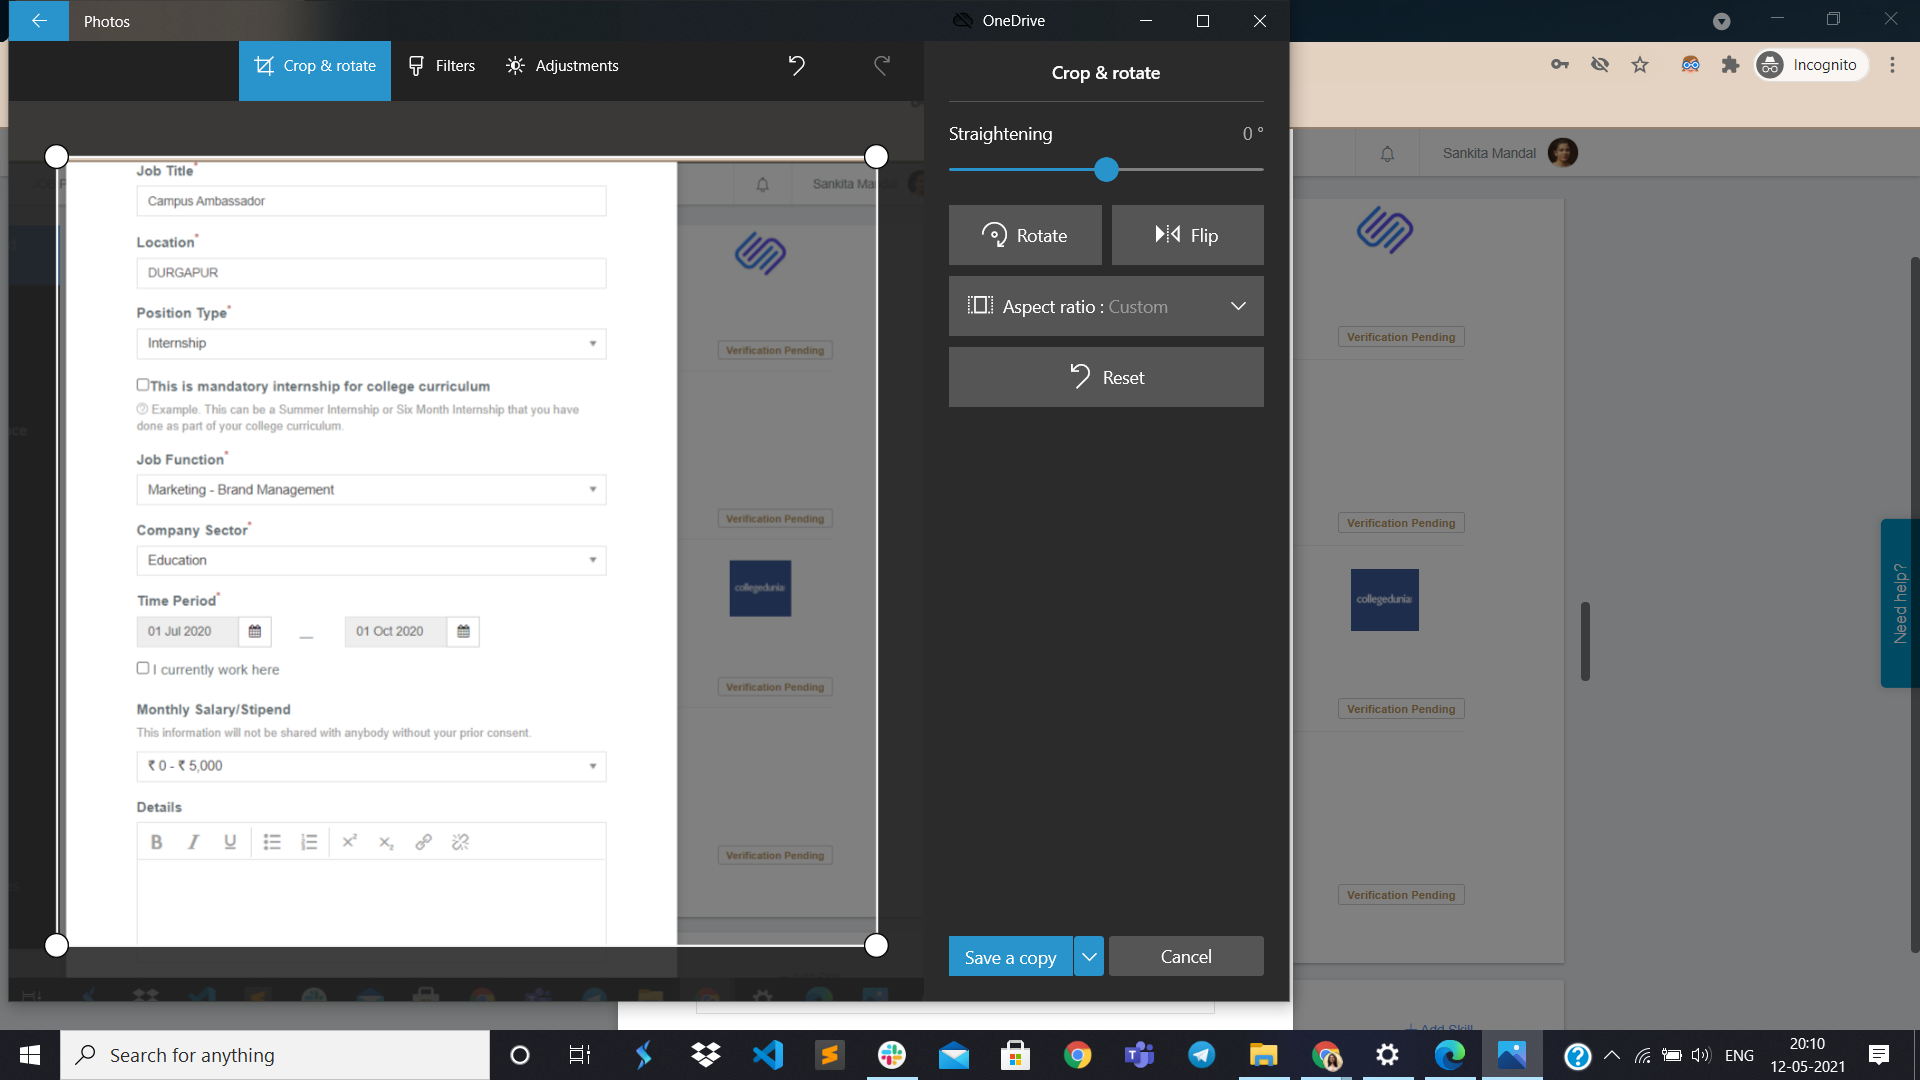 Photos
OneDrive
Crop & rotate
Filters
Adjustments
Crop & rotate
Incognito
Straightening
0 °
Sankita Mandal
Rotate
Flip
Aspect ratio : Custom
Reset
Job Title*
Campus Ambassador
Sankita Man
Location*
DURGAPUR
Position Type*
Internship
Verification Pending
Verification Pending
This is mandatory internship for college curriculum
Example. This can be a Summer Internship or Six Month Internship that you have
done as part of your college curriculum.
Job Function*
Marketing - Brand Management
Verification Pending
Verification Pending
Company Sector*
Education
collegedunia
collegedunia
Need help?
Time Period*
01 Jul 2020
—
01 Oct 2020
I currently work here
Verification Pending
Verification Pending
Monthly Salary/Stipend
This information will not be shared with anybody without your prior consent.
₹ 0 - ₹ 5,000
Details
B I U x² x₂
Verification Pending
Verification Pending
Save a copy
Cancel
+ Add Skill
Search for anything
ENG
20:10
12-05-2021